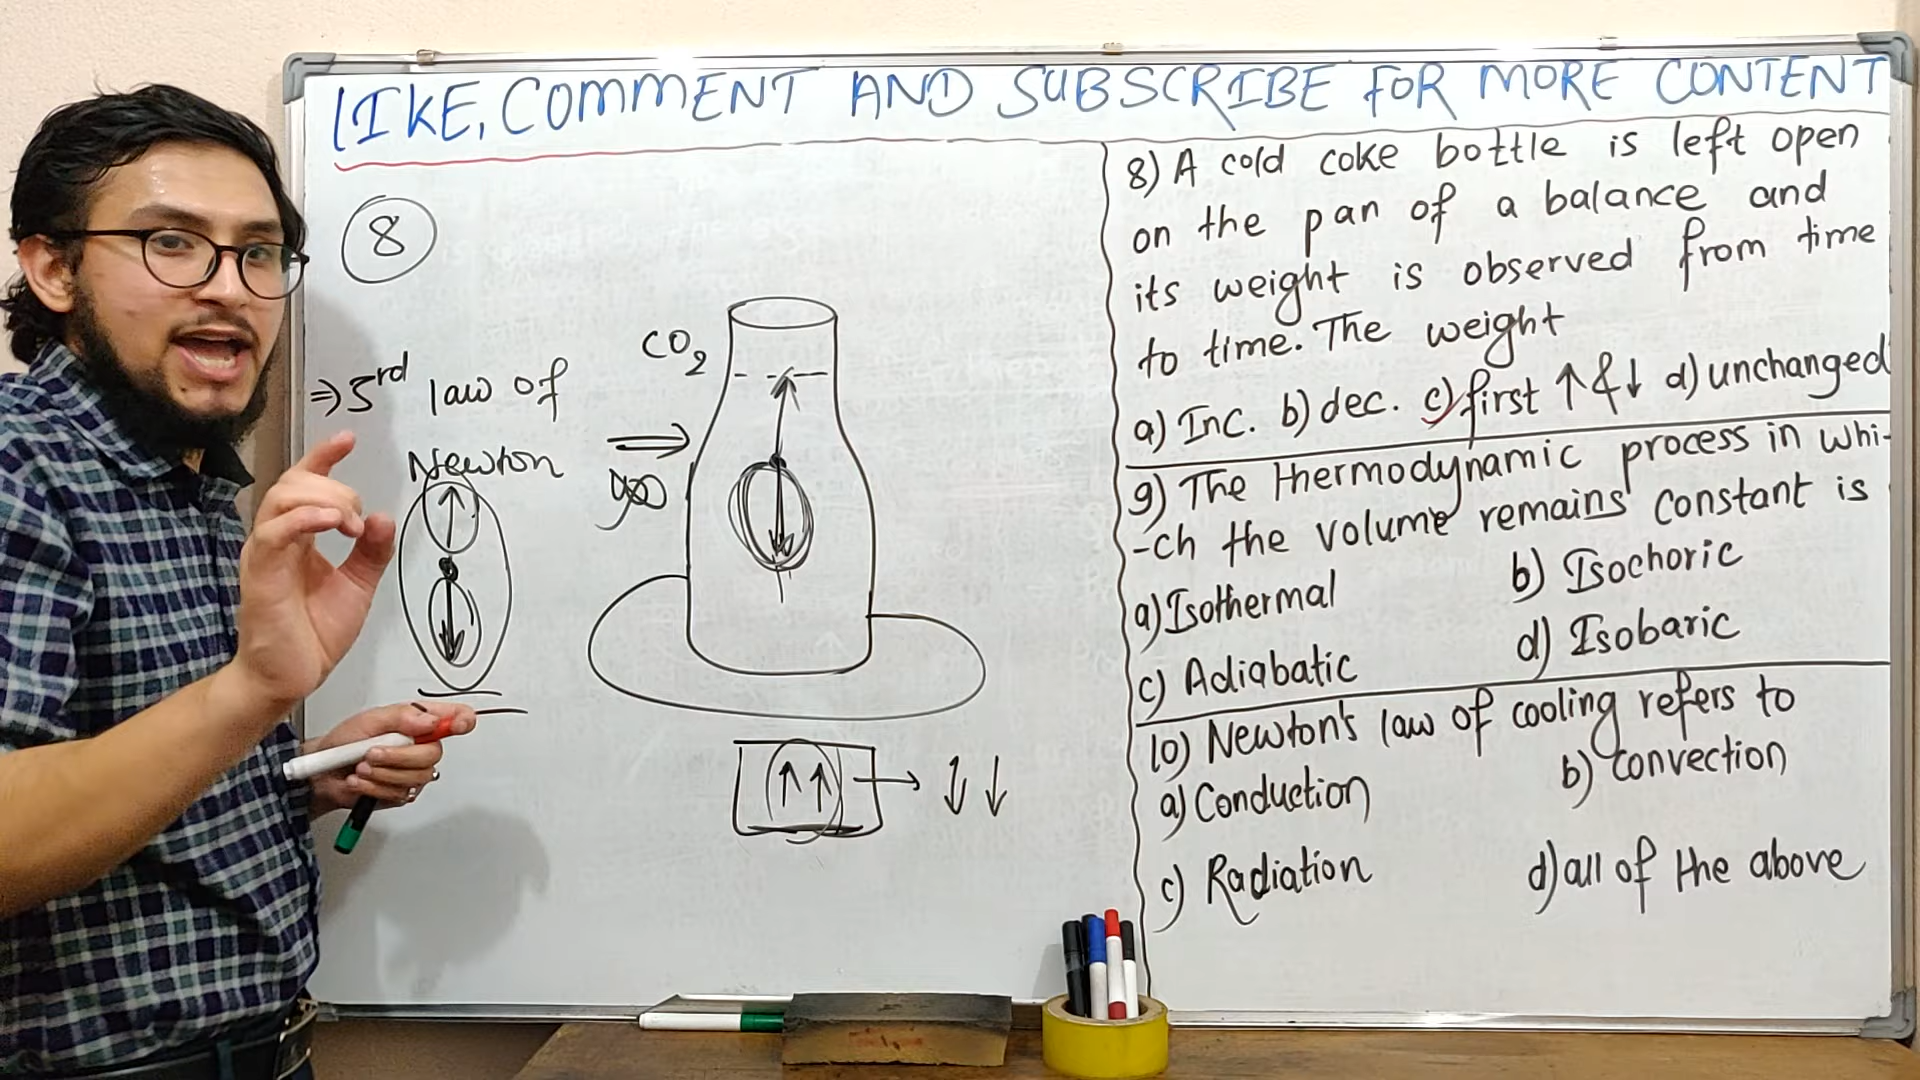 LIKE, COMMENT AND SUBSCRIBE FOR MORE CONTENT
8
⇒ 3rd law of
Newton
CO2
8) A cold coke bottle is left open
on the pan of a balance and
its weight is observed from time
to time. The weight
a) Inc. b) dec. c) first ↑ & ↓ d) unchanged
9) The thermodynamic process in whi-
-ch the volume remains constant is
a) Isothermal b) Isochoric
c) Adiabatic d) Isobaric
10) Newton's law of cooling refers to
a) Conduction b) Convection
c) Radiation d) all of the above